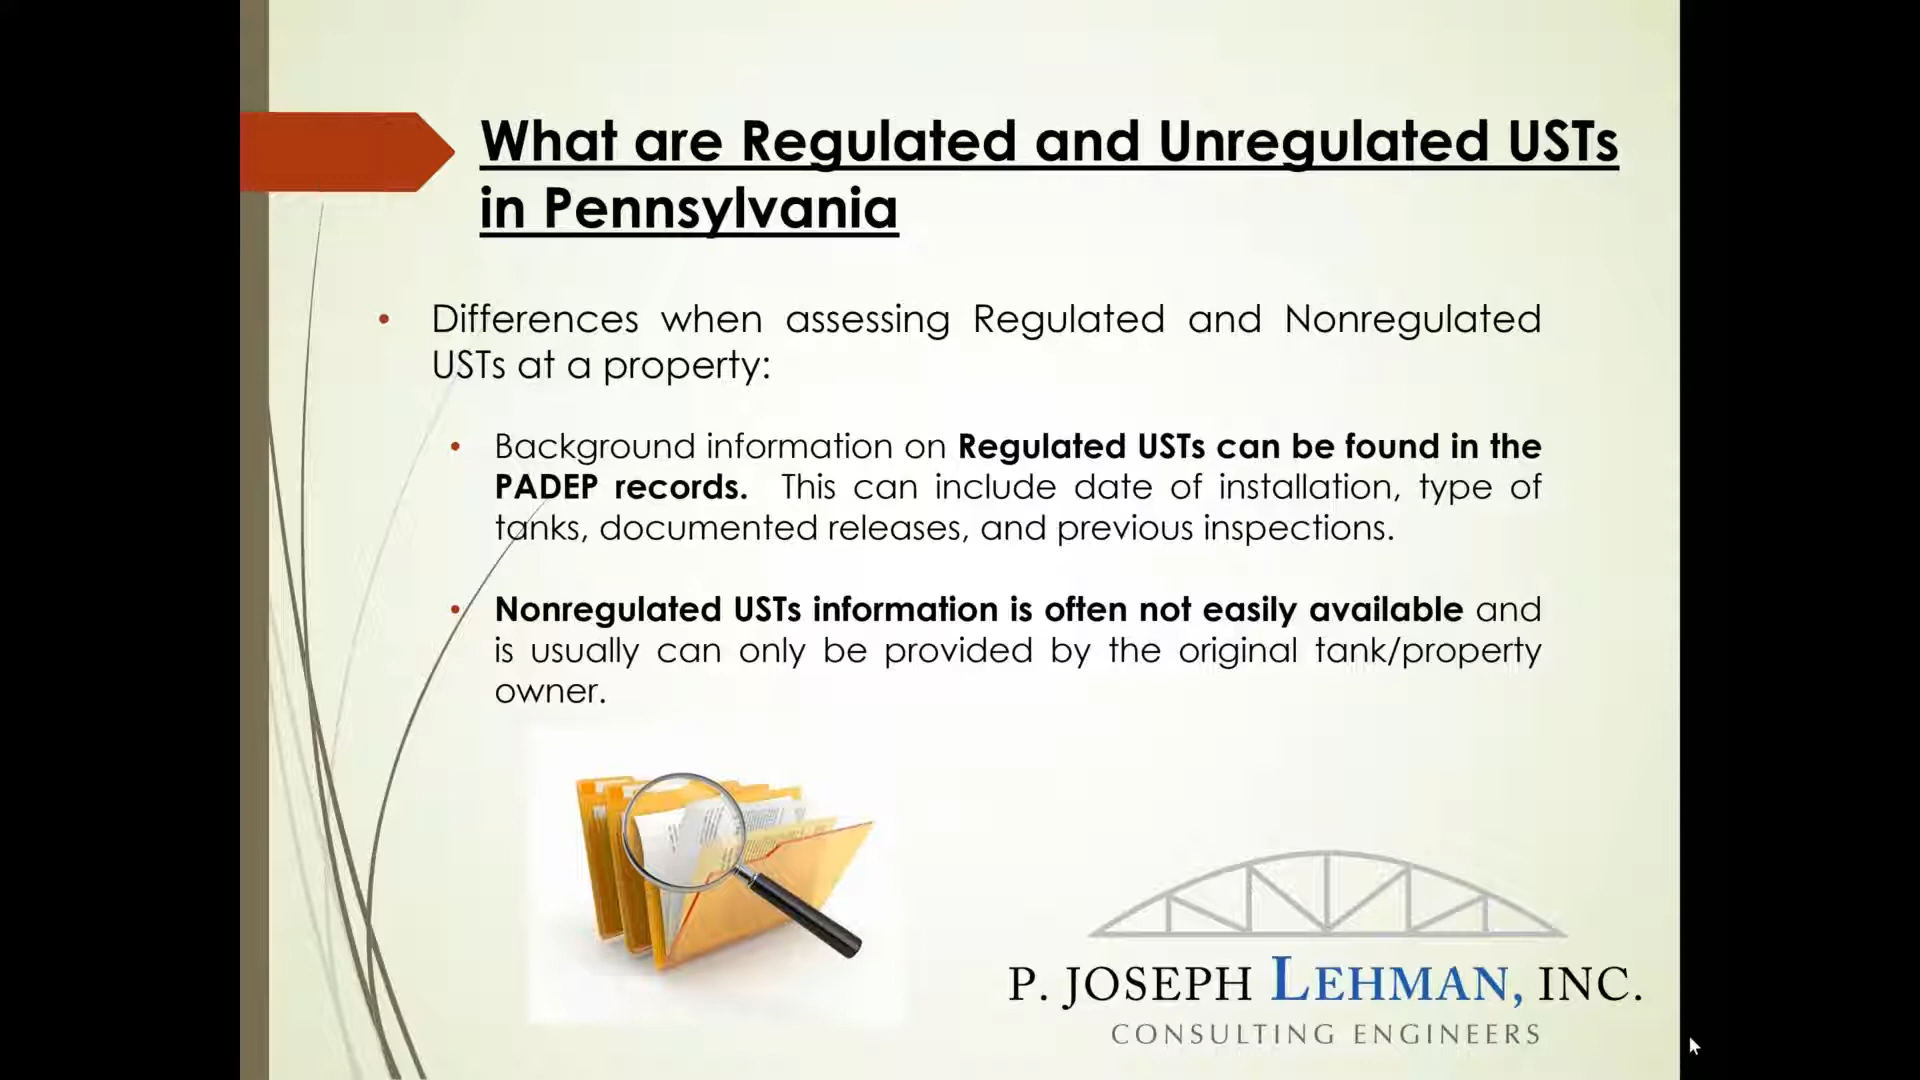 What are Regulated and Unregulated USTs
in Pennsylvania
• Differences when assessing Regulated and Nonregulated
USTs at a property:
• Background information on Regulated USTs can be found in the
PADEP records. This can include date of installation, type of
tanks, documented releases, and previous inspections.
• Nonregulated USTs information is often not easily available and
is usually can only be provided by the original tank/property
owner.
P. JOSEPH LEHMAN, INC.
CONSULTING ENGINEERS